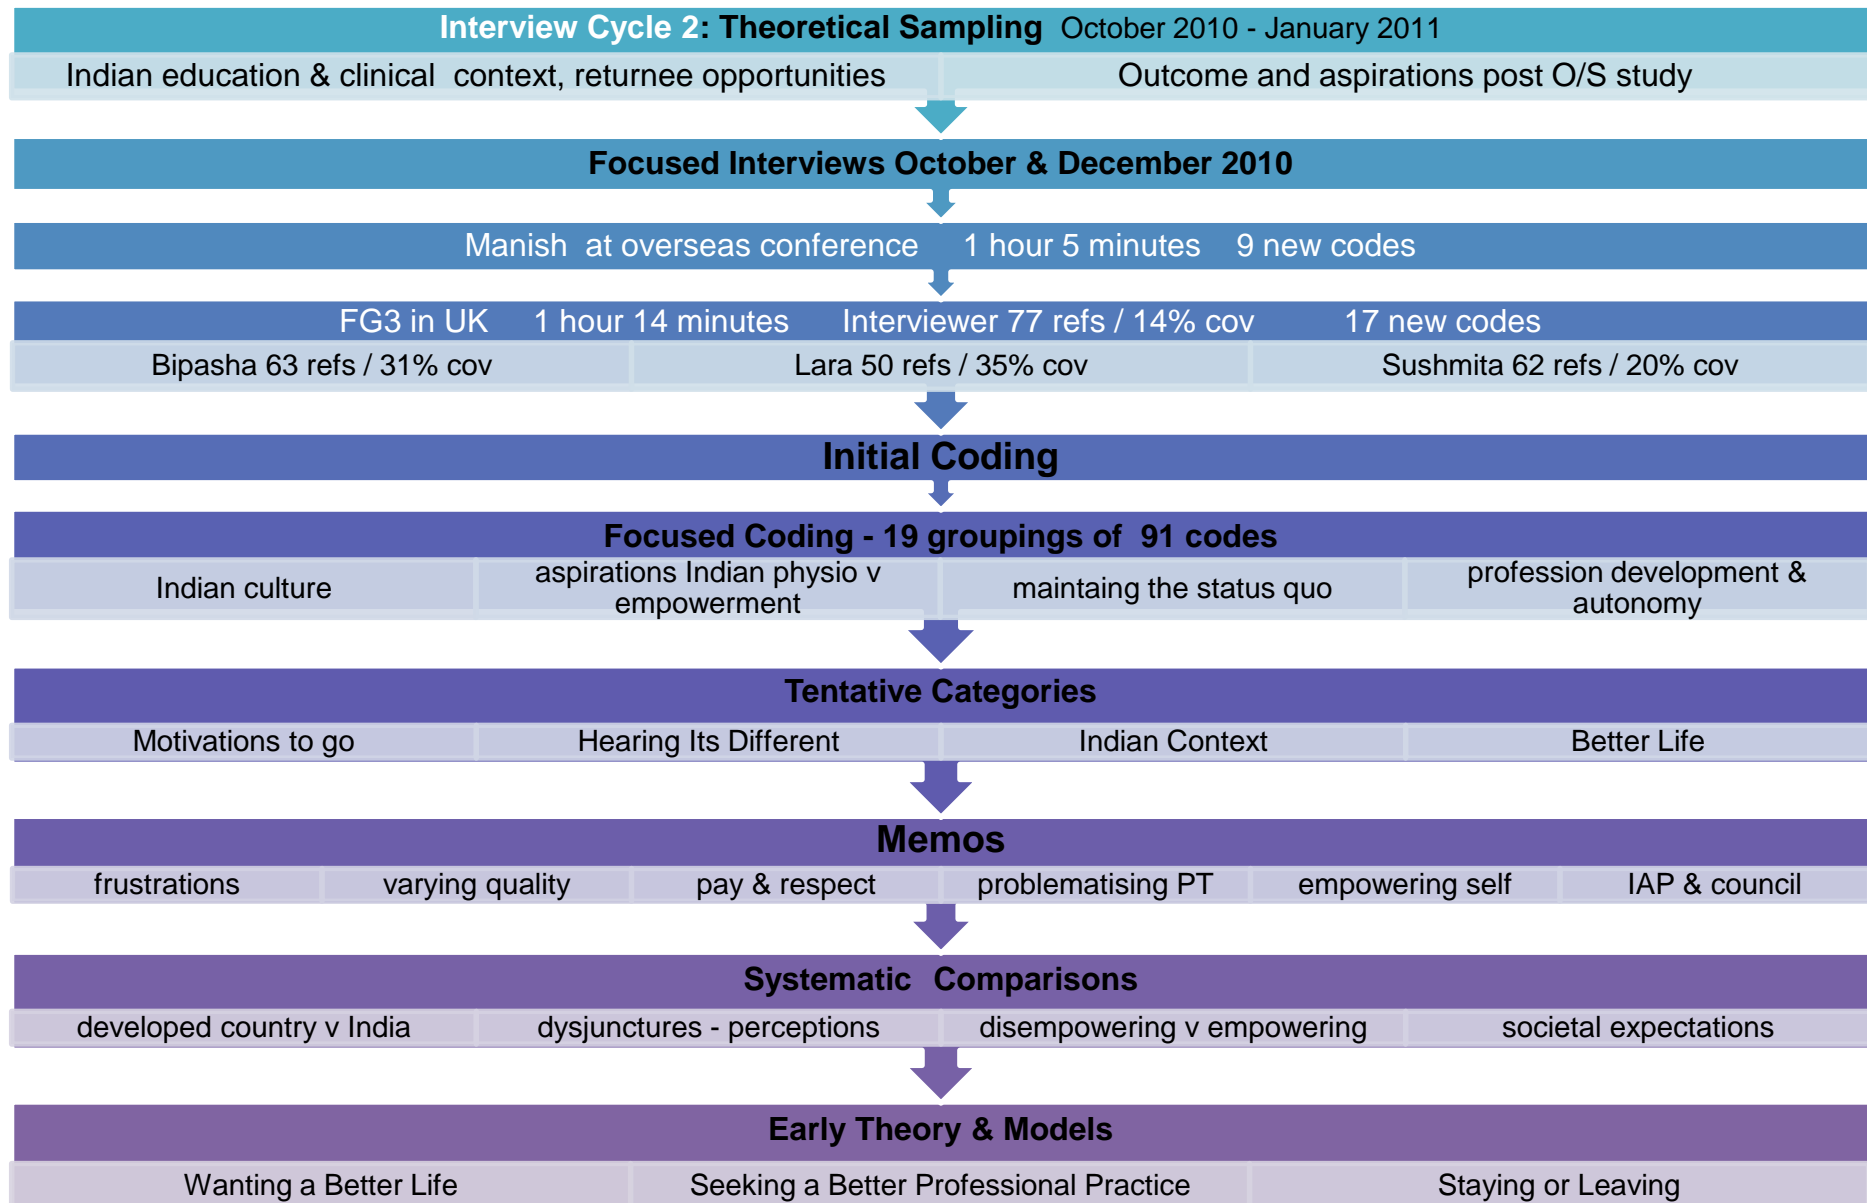 Interview Cycle 2: Theoretical Sampling October 2010 - January 2011
Indian education & clinical context, returnee opportunities
Outcome and aspirations post O/S study
Focused Interviews October & December 2010
Manish at overseas conference 1 hour 5 minutes 9 new codes
FG3 in UK 1 hour 14 minutes Interviewer 77 refs / 14% cov 17 new codes
Bipasha 63 refs / 31% cov
Lara 50 refs / 35% cov
Sushmita 62 refs / 20% cov
Initial Coding
Focused Coding - 19 groupings of 91 codes
Indian culture
aspirations Indian physio v
empowerment
maintaing the status quo
profession development &
autonomy
Tentative Categories
Motivations to go
Hearing Its Different
Indian Context
Better Life
Memos
frustrations
varying quality
pay & respect
problematising PT
empowering self
IAP & council
Systematic Comparisons
developed country v India
dysjunctures - perceptions
disempowering v empowering
societal expectations
Early Theory & Models
Wanting a Better Life
Seeking a Better Professional Practice
Staying or Leaving